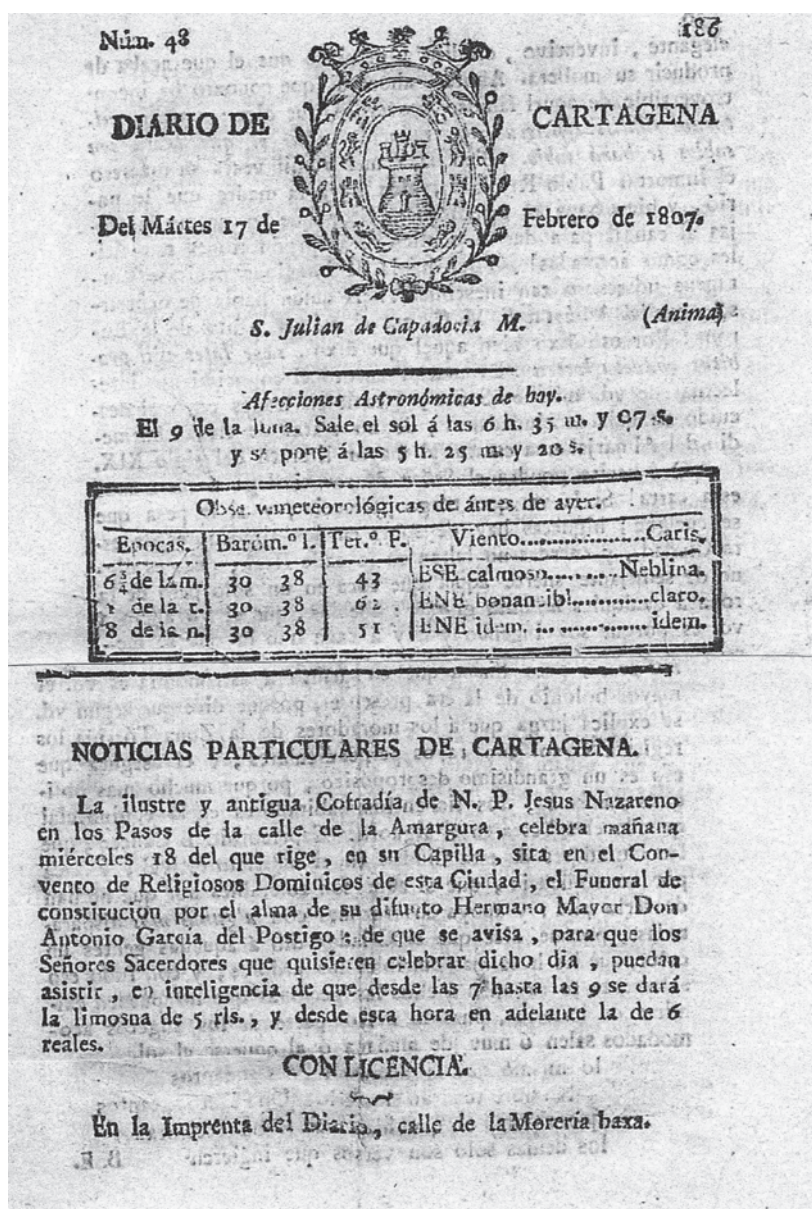 Núm. 48
186
DIARIO DE CARTAGENA
Del Mártes 17 de Febrero de 1807.
S. Julian de Capadocia M. (Animas)
Afecciones Astronómicas de hoy.
El 9 de la luna. Sale el sol á las 6 h. 35 m. y 07 s.
y se pone á las 5 h. 25 m. y 20 s.
Obse. meteorológicas de ántes de ayer.
Epocas. Baróm.º I. Ter.º F. Viento..................Caris.
6¾ de la m. 30 38 43 ESE calmoso........ Neblina.
de la t. 30 38 62 ENE bonancibl............claro.
8 de la n. 30 38 51 ENE idem. ... ............. idem.
NOTICIAS PARTICULARES DE CARTAGENA.
La ilustre y antigua Cofradía de N. P. Jesus Nazareno
en los Pasos de la calle de la Amargura, celebra mañana
miércoles 18 del que rige, en su Capilla, sita en el Con-
vento de Religiosos Dominicos de esta Ciudad, el Funeral de
constitucion por el alma de su difunto Hermano Mayor Don
Antonio García del Postigo: de que se avisa, para que los
Señores Sacerdotes que quisieren celebrar dicho dia, puedan
asistir, en inteligencia de que desde las 7 hasta las 9 se dará
la limosna de 5 rls., y desde esta hora en adelante la de 6
reales.
CON LICENCIA.
En la Imprenta del Diario, calle de la Morería baxa.